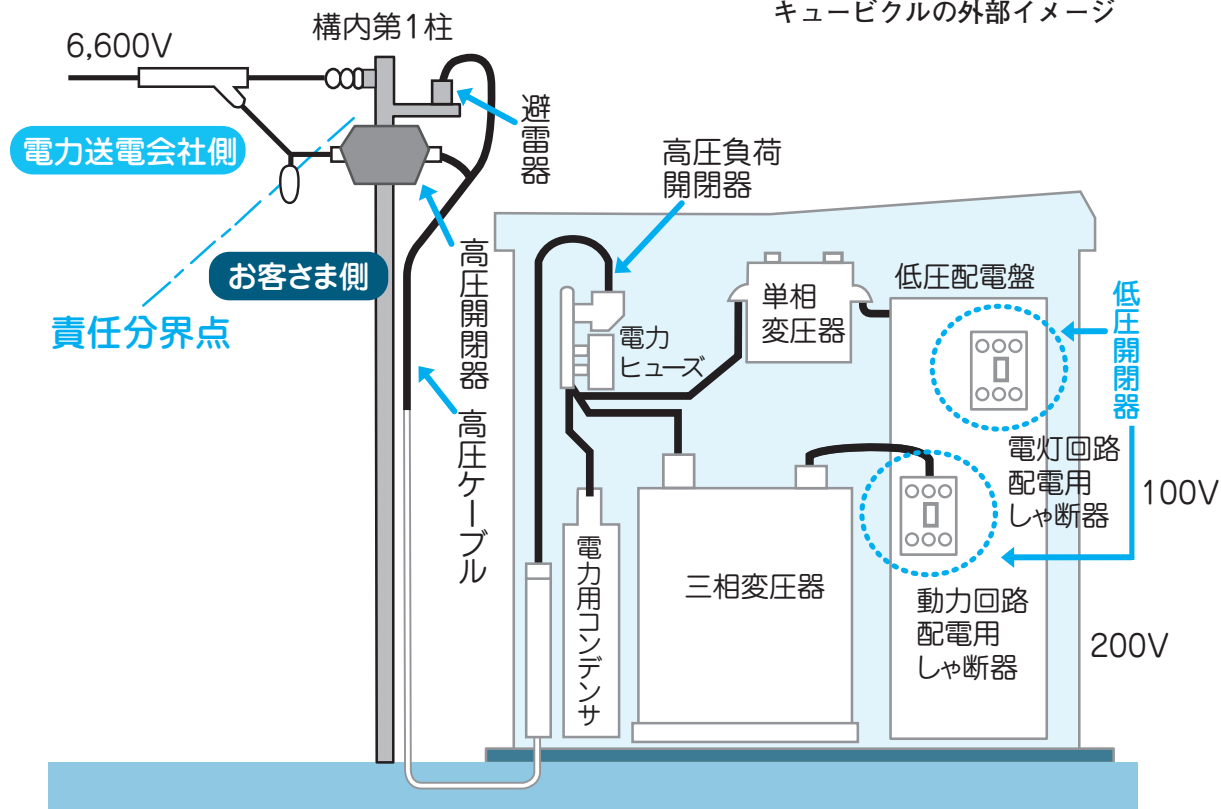 キュービクルの外部イメージ
構内第1柱
6,600V
避雷器
電力送電会社側
高圧負荷
開閉器
お客さま側
責任分界点
高圧開閉器
高圧ケーブル
電力
ヒューズ
単相
変圧器
低圧配電盤
低圧開閉器
電灯回路
配電用
しゃ断器
100V
電力用コンデンサ
三相変圧器
動力回路
配電用
しゃ断器
200V